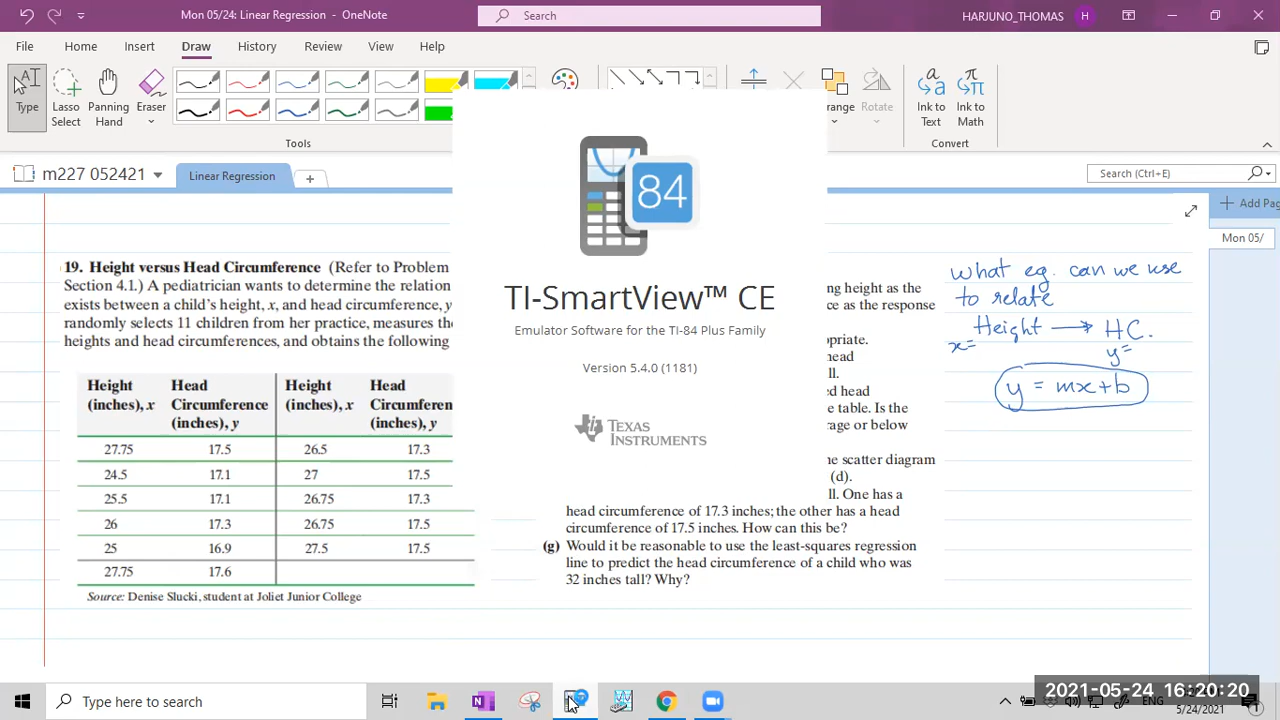 Mon 05/24: Linear Regression - OneNote
Search
HARJUNO_THOMAS
H
File
Home
Insert
Draw
History
Review
View
Help
Type
Lasso Select
Panning Hand
Eraser
Rotate
Ink to Text
Ink to Math
Tools
Convert
m227 052421
Linear Regression
Search (Ctrl+E)
Add Pag
Mon 05/
84
TI-SmartView™ CE
Emulator Software for the TI-84 Plus Family
Version 5.4.0 (1181)
TEXAS INSTRUMENTS
19. Height versus Head Circumference (Refer to Problem
Section 4.1.) A pediatrician wants to determine the relation
exists between a child's height, x, and head circumference, y
randomly selects 11 children from her practice, measures the
heights and head circumferences, and obtains the following
Height (inches), x
Head Circumference (inches), y
Height (inches), x
Head Circumferen (inches), y
27.75 17.5 26.5 17.3
24.5 17.1 27 17.5
25.5 17.1 26.75 17.3
26 17.3 26.75 17.5
25 16.9 27.5 17.5
27.75 17.6
Source: Denise Slucki, student at Joliet Junior College
ng height as the
ce as the response
opriate.
head
ll.
ed head
e table. Is the
rage or below
ne scatter diagram
(d).
ll. One has a
head circumference of 17.3 inches; the other has a head
circumference of 17.5 inches. How can this be?
(g) Would it be reasonable to use the least-squares regression
line to predict the head circumference of a child who was
32 inches tall? Why?
what eq. can we use
to relate
Height → HC.
x= y=
y = mx+b
Type here to search
2021-05-24 16:20:20
5/24/2021